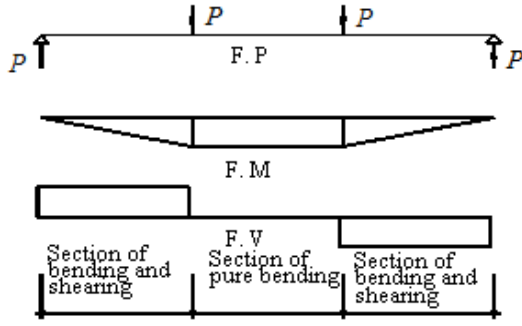 P P
P F. P P
F. M
F. V
Section of
bending and
shearing
Section of
pure bending
Section of
bending and
shearing